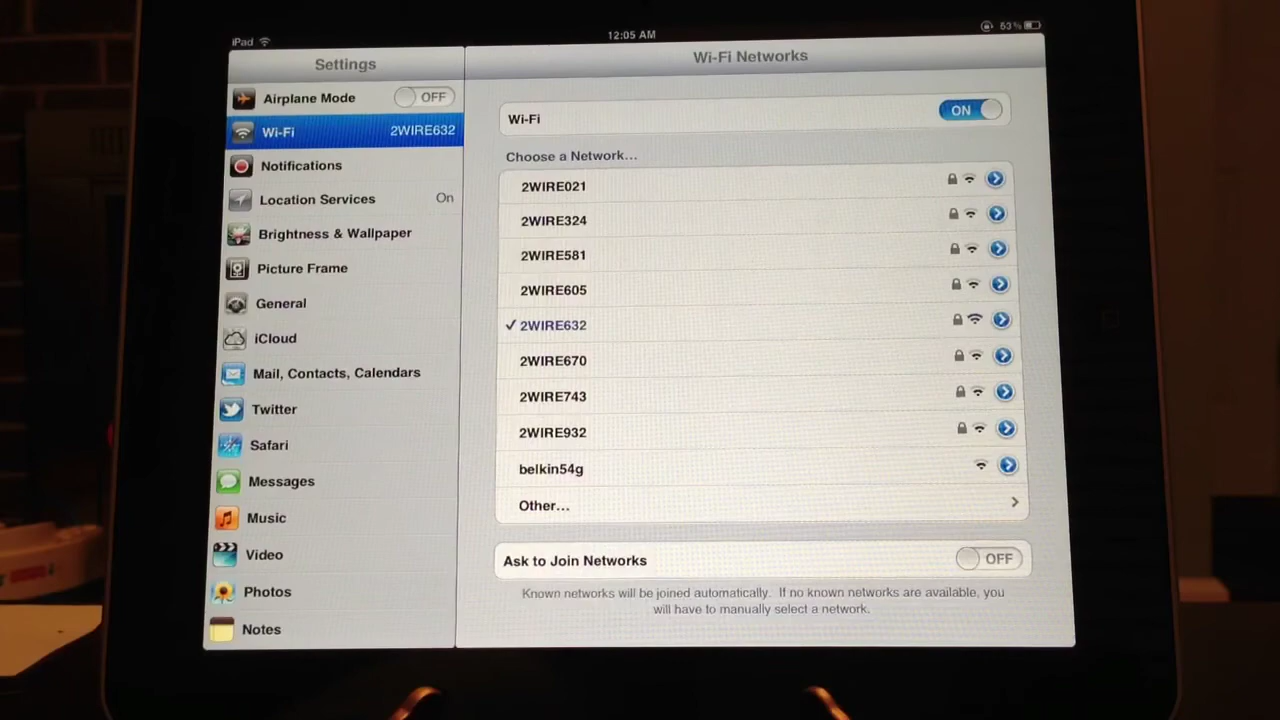 iPad
12:05 AM
63%
Settings
Airplane Mode OFF
Wi-Fi 2WIRE632
Notifications
Location Services On
Brightness & Wallpaper
Picture Frame
General
iCloud
Mail, Contacts, Calendars
Twitter
Safari
Messages
Music
Video
Photos
Notes
Wi-Fi Networks
Wi-Fi ON
Choose a Network...
2WIRE021
2WIRE324
2WIRE581
2WIRE605
2WIRE632
2WIRE670
2WIRE743
2WIRE932
belkin54g
Other...
Ask to Join Networks OFF
Known networks will be joined automatically. If no known networks are available, you
will have to manually select a network.